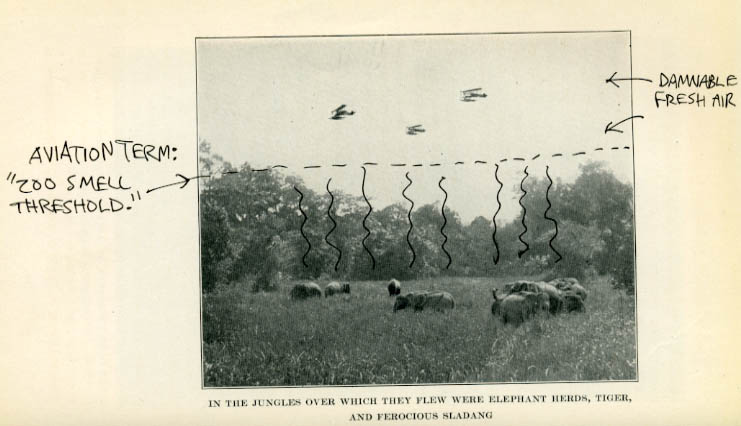 DAMNABLE
FRESH AIR
AVIATION TERM:
"ZOO SMELL
THRESHOLD."
IN THE JUNGLES OVER WHICH THEY FLEW WERE ELEPHANT HERDS, TIGER,
AND FEROCIOUS SLADANG